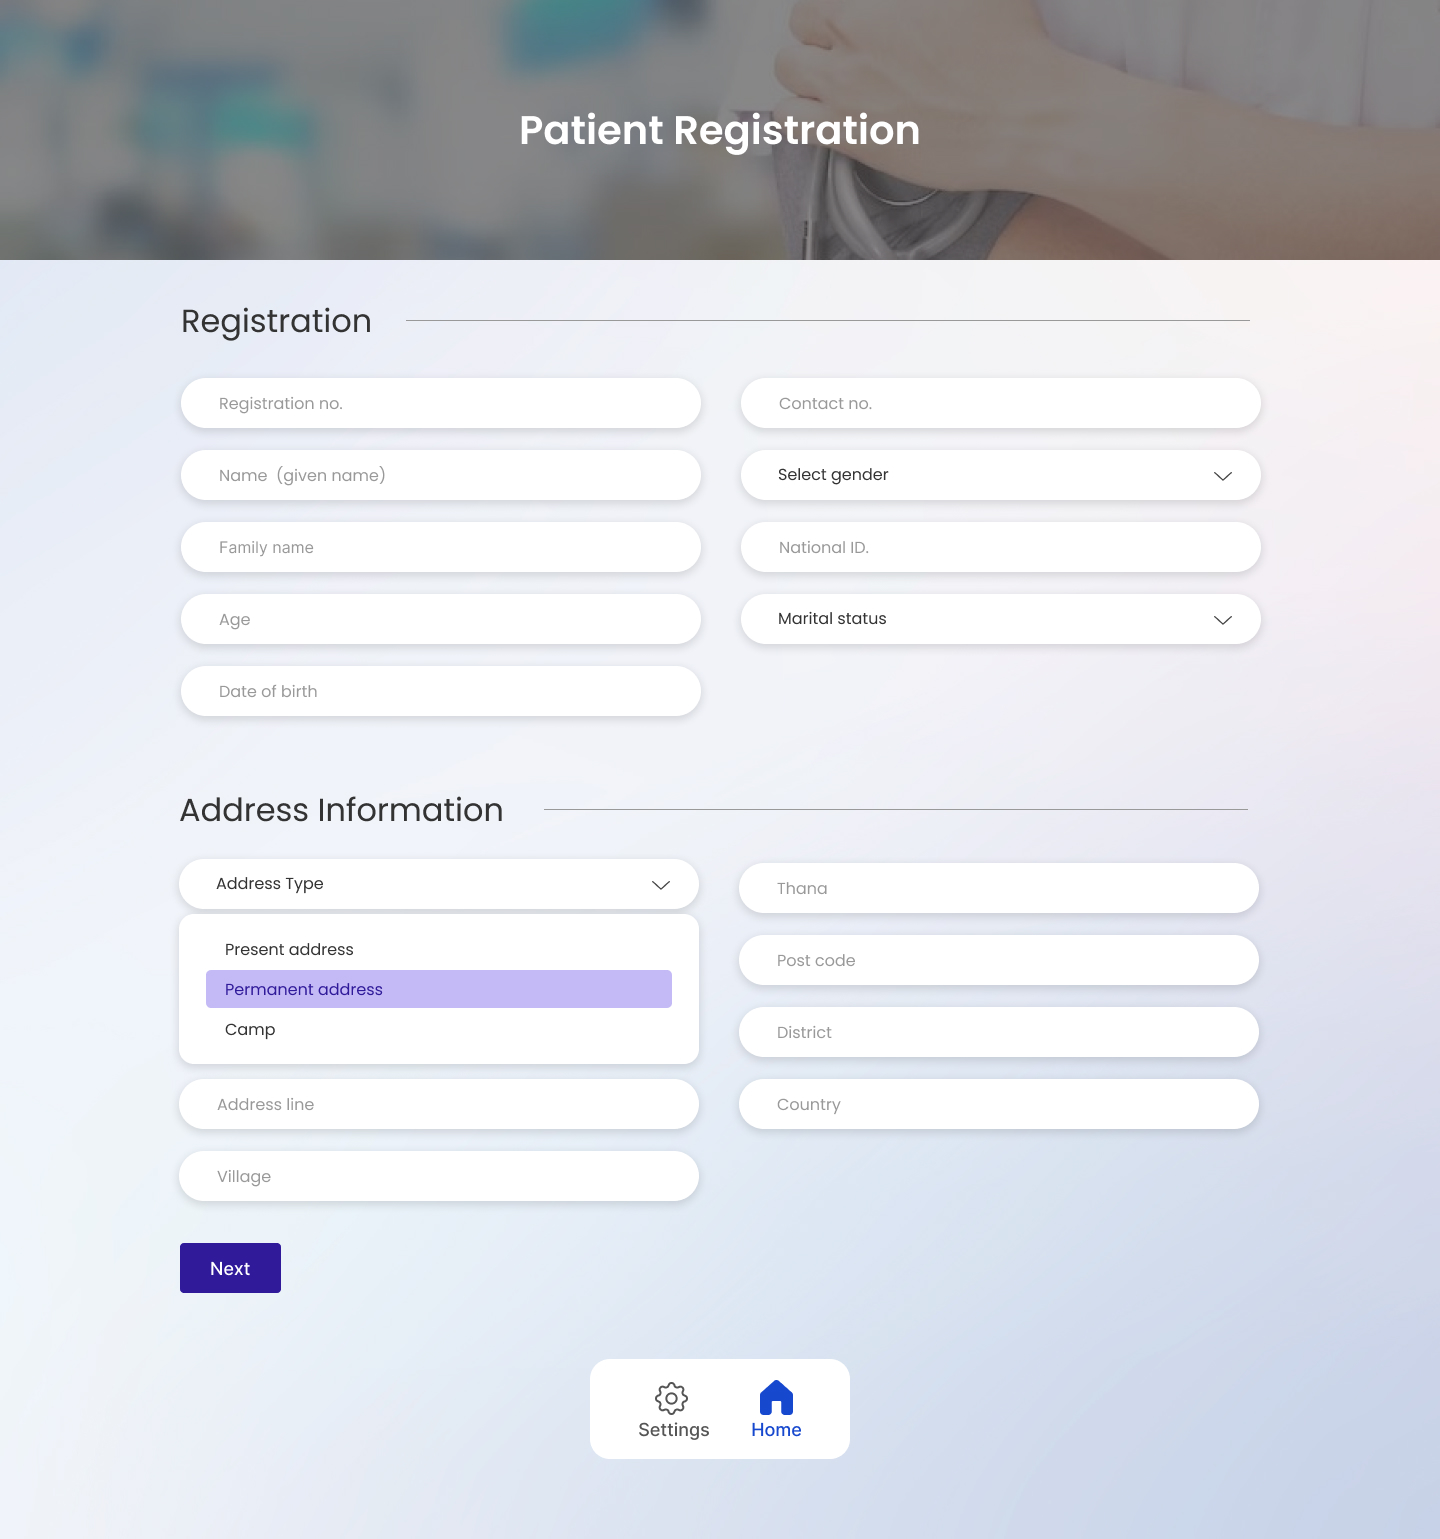 Patient Registration
Registration
Registration no.
Contact no.
Name  (given name)
Select gender
Family name
National ID.
Age
Marital status
Date of birth
Address Information
Address Type
Present address
Permanent address
Camp
Address line
Village
Thana
Post code
District
Country
Next
Settings
Home